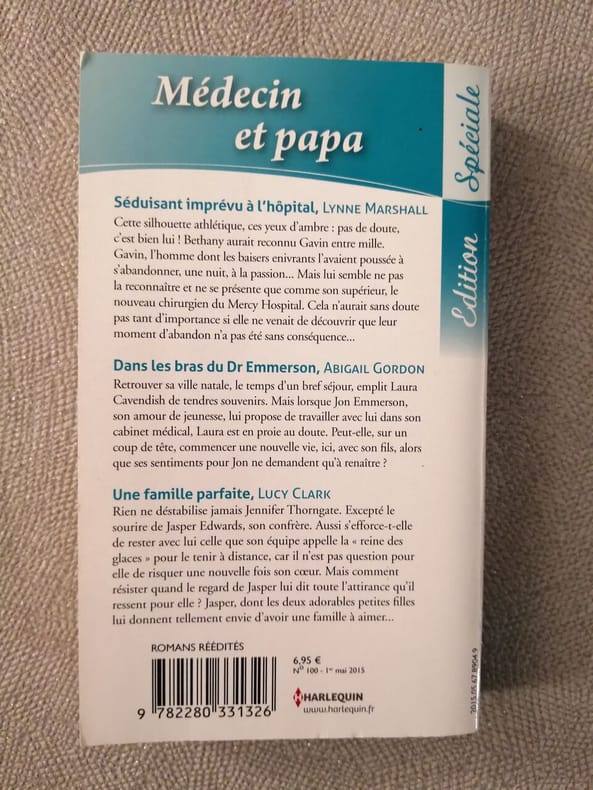 Médecin
et papa
Édition Spéciale
Séduisant imprévu à l'hôpital, LYNNE MARSHALL
Cette silhouette athlétique, ces yeux d'ambre : pas de doute,
c'est bien lui ! Bethany aurait reconnu Gavin entre mille.
Gavin, l'homme dont les baisers enivrants l'avaient poussée à
s'abandonner, une nuit, à la passion... Mais lui semble ne pas
la reconnaître et ne se présente que comme son supérieur, le
nouveau chirurgien du Mercy Hospital. Cela n'aurait sans doute
pas tant d'importance si elle ne venait de découvrir que leur
moment d'abandon n'a pas été sans conséquence...
Dans les bras du Dr Emmerson, ABIGAIL GORDON
Retrouver sa ville natale, le temps d'un bref séjour, emplit Laura
Cavendish de tendres souvenirs. Mais lorsque Jon Emmerson,
son amour de jeunesse, lui propose de travailler avec lui dans son
cabinet médical, Laura est en proie au doute. Peut-elle, sur un
coup de tête, commencer une nouvelle vie, ici, avec son fils, alors
que ses sentiments pour Jon ne demandent qu'à renaître ?
Une famille parfaite, LUCY CLARK
Rien ne déstabilise jamais Jennifer Thorngate. Excepté le
sourire de Jasper Edwards, son confrère. Aussi s'efforce-t-elle
de rester avec lui celle que son équipe appelle la « reine des
glaces » pour le tenir à distance, car il n'est pas question pour
elle de risquer une nouvelle fois son cœur. Mais comment
résister quand le regard de Jasper lui dit toute l'attirance qu'il
ressent pour elle ? Jasper, dont les deux adorables petites filles
lui donnent tellement envie d'avoir une famille à aimer...
ROMANS RÉÉDITÉS
6,95 €
N° 100 - 1er mai 2015
HARLEQUIN
www.harlequin.fr
9 782280 331326
2015.05.67.8904.9